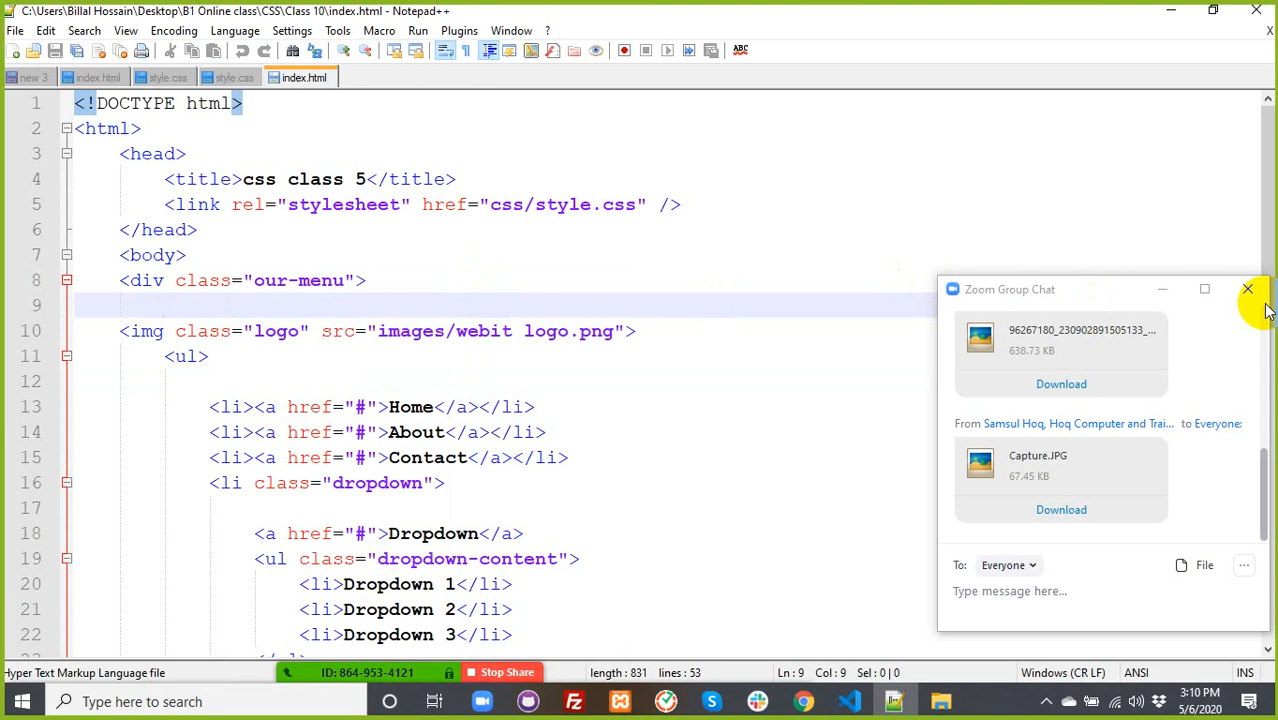 C:\Users\Billal Hossain\Desktop\B1 Online class\CSS\Class 10\index.html - Notepad++
File Edit Search View Encoding Language Settings Tools Macro Run Plugins Window ? X
ABC
new 3 index.html style.css style.css index.html
1 <!DOCTYPE html>
2 <html>
3 <head>
4 <title>css class 5</title>
5 <link rel="stylesheet" href="css/style.css" />
6 </head>
7 <body>
8 <div class="our-menu">
9
10 <img class="logo" src="images/webit logo.png">
11 <ul>
12
13 <li><a href="#">Home</a></li>
14 <li><a href="#">About</a></li>
15 <li><a href="#">Contact</a></li>
16 <li class="dropdown">
17
18 <a href="#">Dropdown</a>
19 <ul class="dropdown-content">
20 <li>Dropdown 1</li>
21 <li>Dropdown 2</li>
22 <li>Dropdown 3</li>
Zoom Group Chat
96267180_230902891505133_...
638.73 KB
Download
From Samsul Hoq, Hoq Computer and Trai... to Everyone:
Capture.JPG
67.45 KB
Download
To: Everyone File ...
Type message here...
Hyper Text Markup Language file ID: 864-953-4121 Stop Share length : 831 lines : 53 Ln : 9 Col : 9 Sel : 0 | 0 Windows (CR LF) ANSI INS
Type here to search
3:10 PM
5/6/2020